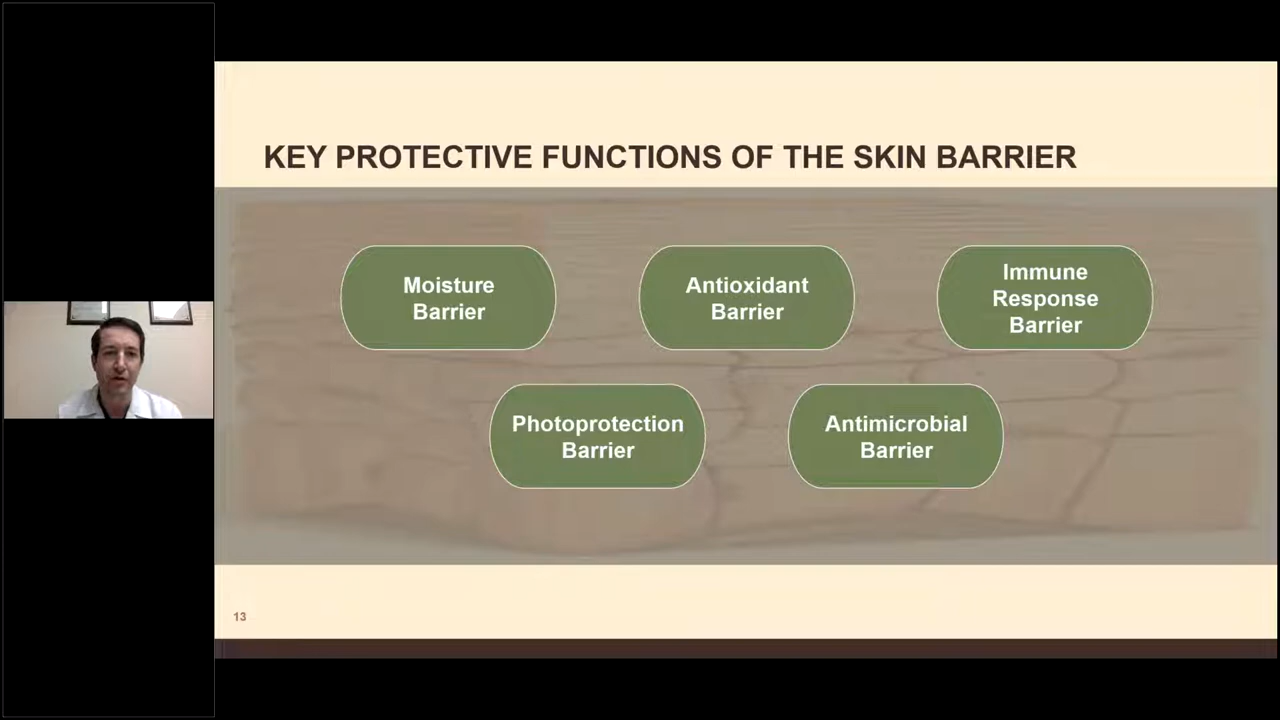 KEY PROTECTIVE FUNCTIONS OF THE SKIN BARRIER
Moisture
Barrier
Antioxidant
Barrier
Immune
Response
Barrier
Photoprotection
Barrier
Antimicrobial
Barrier
13